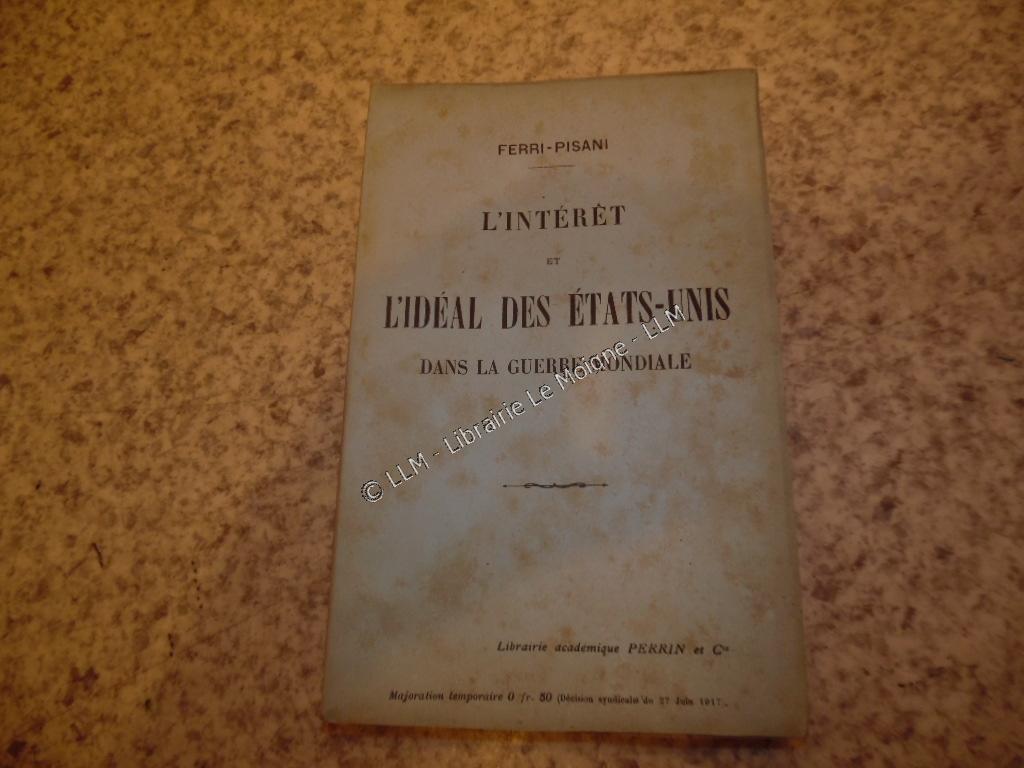 FERRI-PISANI
L'INTÉRÊT
ET
L'IDÉAL DES ÉTATS-UNIS
DANS LA GUERRE MONDIALE
© LLM - Librairie Le Moigne - LLM
Librairie académique PERRIN et Cie
Majoration temporaire 0 fr. 50 (Décision syndicale du 27 Juin 1917).